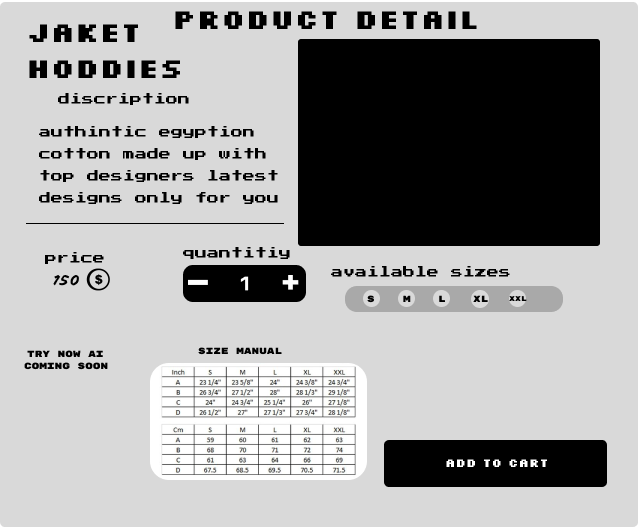 PRODUCT DETAIL
JAKET
HODDIES
discription
authintic egyption
cotton made up with
top designers latest
designs only for you
price
150 $
quantitiy
− 1 +
available sizes
S M L XL XXL
TRY NOW AI
COMING SOON
SIZE MANUAL
Inch S M L XL XXL
A 23 1/4" 23 5/8" 24" 24 3/8" 24 3/4"
B 26 3/4" 27 1/2" 28" 28 1/3" 29 1/8"
C 24" 24 3/4" 25 1/4" 26" 27 1/8"
D 26 1/2" 27" 27 1/3" 27 3/4" 28 1/8"
Cm S M L XL XXL
A 59 60 61 62 63
B 68 70 71 72 74
C 61 63 64 66 69
D 67.5 68.5 69.5 70.5 71.5
ADD TO CART